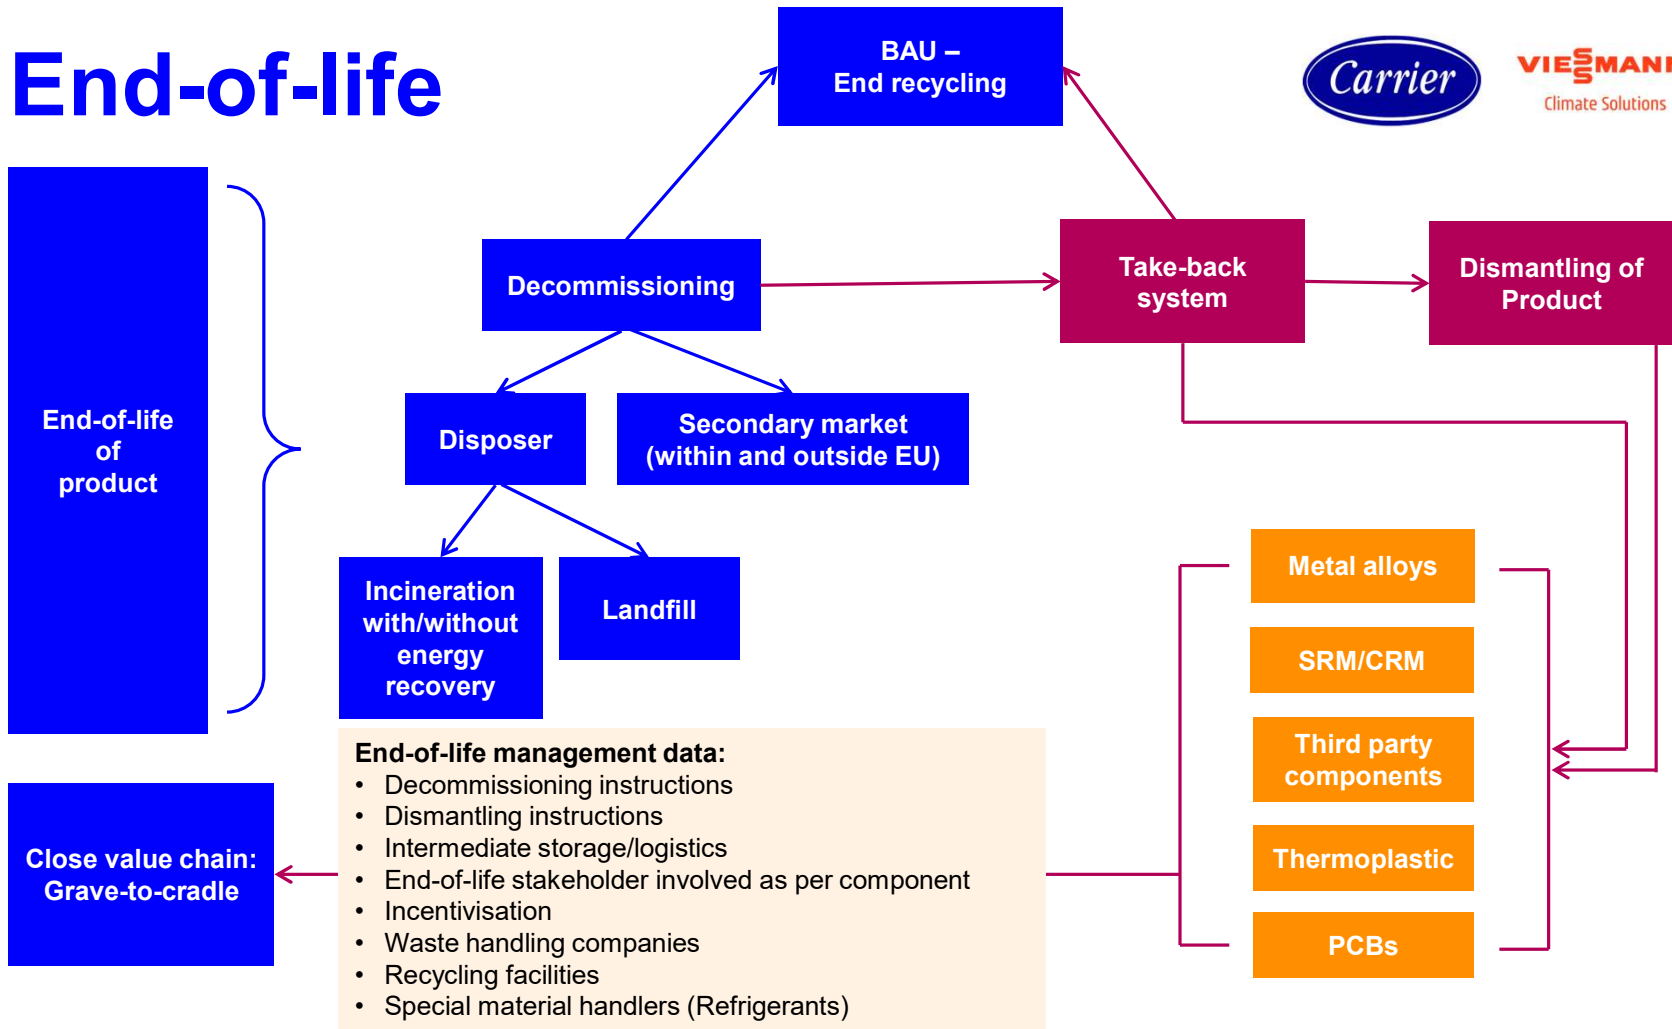 End-of-life
BAU –
End recycling
Carrier
VIESMANN
Climate Solutions
Decommissioning
Take-back
system
Dismantling of
Product
End-of-life
of
product
Disposer
Secondary market
(within and outside EU)
Incineration
with/without
energy
recovery
Landfill
Metal alloys
SRM/CRM
Third party
components
Thermoplastic
PCBs
End-of-life management data:
• Decommissioning instructions
• Dismantling instructions
• Intermediate storage/logistics
• End-of-life stakeholder involved as per component
• Incentivisation
• Waste handling companies
• Recycling facilities
• Special material handlers (Refrigerants)
Close value chain:
Grave-to-cradle